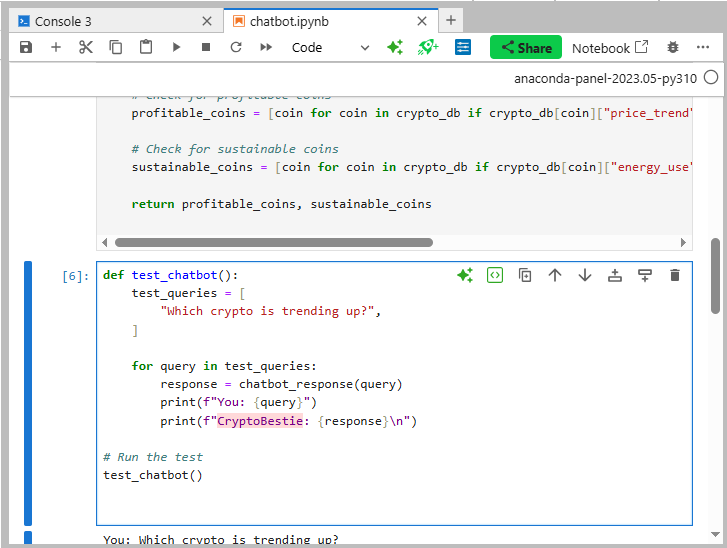 Console 3
chatbot.ipynb
Code
Share
Notebook
anaconda-panel-2023.05-py310
# Check for profitable coins
profitable_coins = [coin for coin in crypto_db if crypto_db[coin]["price_trend"
# Check for sustainable coins
sustainable_coins = [coin for coin in crypto_db if crypto_db[coin]["energy_use"
return profitable_coins, sustainable_coins
[6]:
def test_chatbot():
test_queries = [
"Which crypto is trending up?",
]
for query in test_queries:
response = chatbot_response(query)
print(f"You: {query}")
print(f"CryptoBestie: {response}\n")
# Run the test
test_chatbot()
You: Which crypto is trending up?